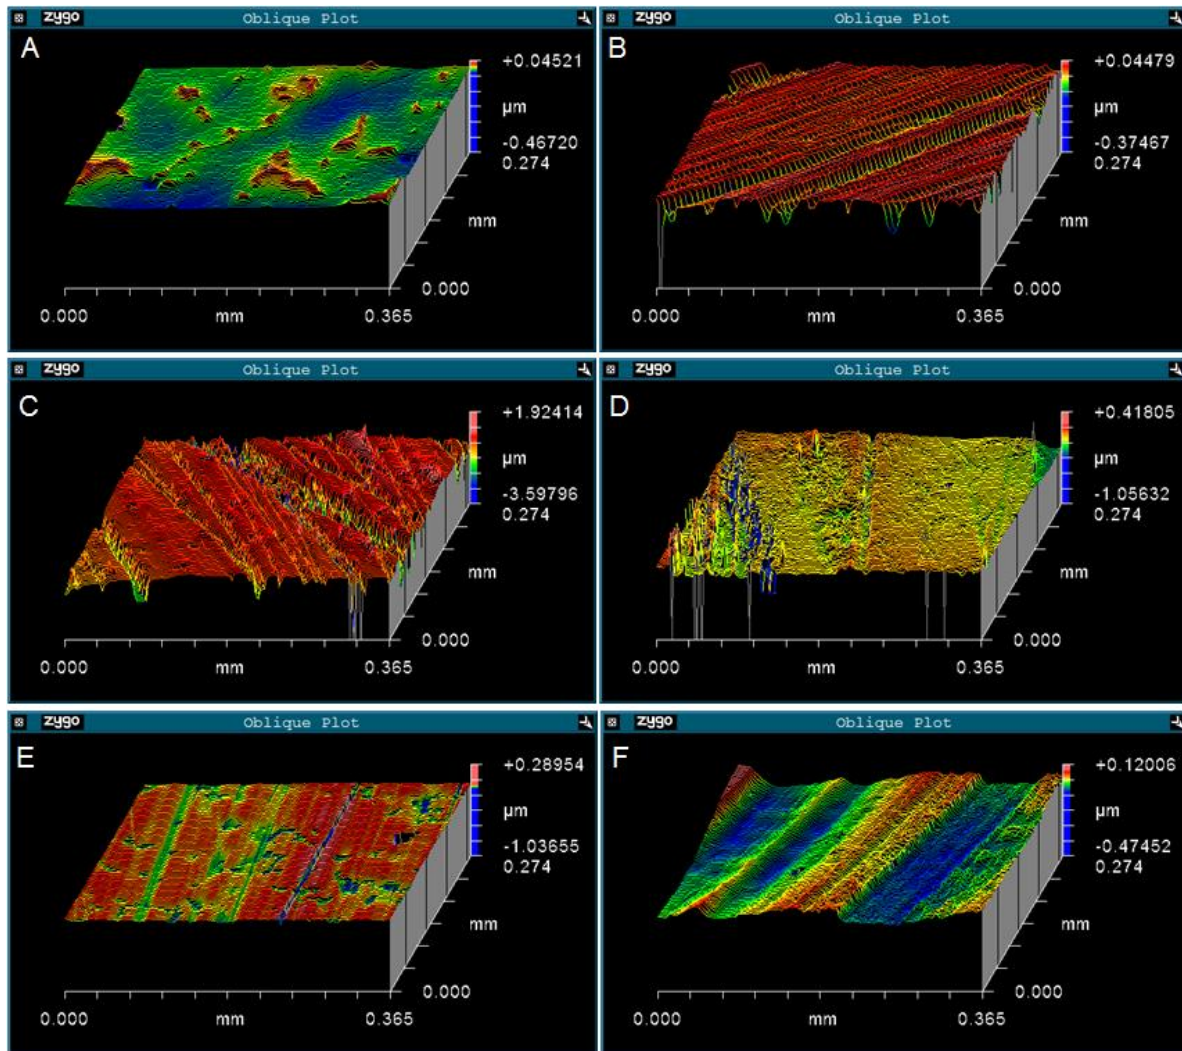 zygo Oblique Plot
A
+0.04521
µm
-0.46720
0.274
mm
0.000
0.000 mm 0.365
zygo Oblique Plot
B
+0.04479
µm
-0.37467
0.274
mm
0.000
0.000 mm 0.365
zygo Oblique Plot
C
+1.92414
µm
-3.59796
0.274
mm
0.000
0.000 mm 0.365
zygo Oblique Plot
D
+0.41805
µm
-1.05632
0.274
mm
0.000
0.000 mm 0.365
zygo Oblique Plot
E
+0.28954
µm
-1.03655
0.274
mm
0.000
0.000 mm 0.365
zygo Oblique Plot
F
+0.12006
µm
-0.47452
0.274
mm
0.000
0.000 mm 0.365